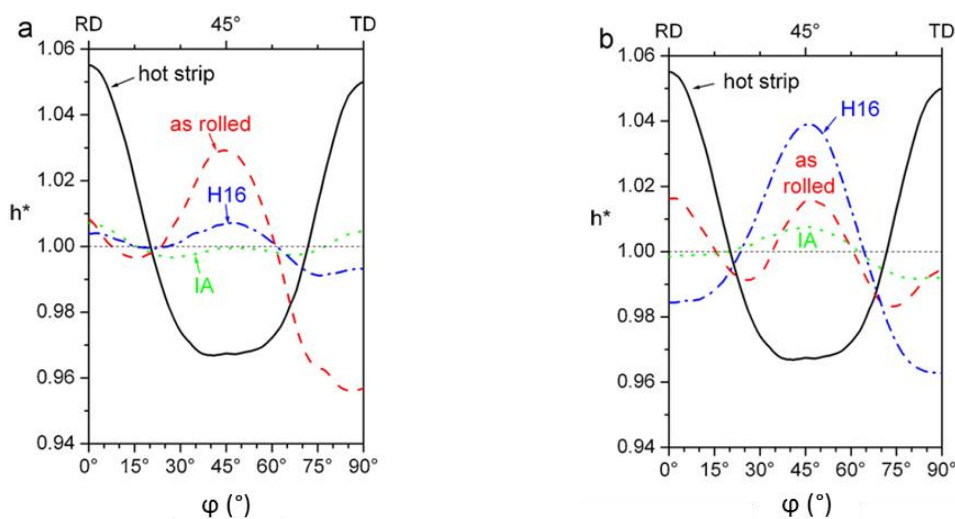 a
RD 45° TD
1.06
hot strip
1.04
as rolled
1.02
H16
h*
1.00
IA
0.98
0.96
0.94
0° 15° 30° 45° 60° 75° 90°
φ (°)
b
RD 45° TD
1.06
hot strip
H16
1.04
as
rolled
1.02
h*
1.00
IA
0.98
0.96
0.94
0° 15° 30° 45° 60° 75° 90°
φ (°)